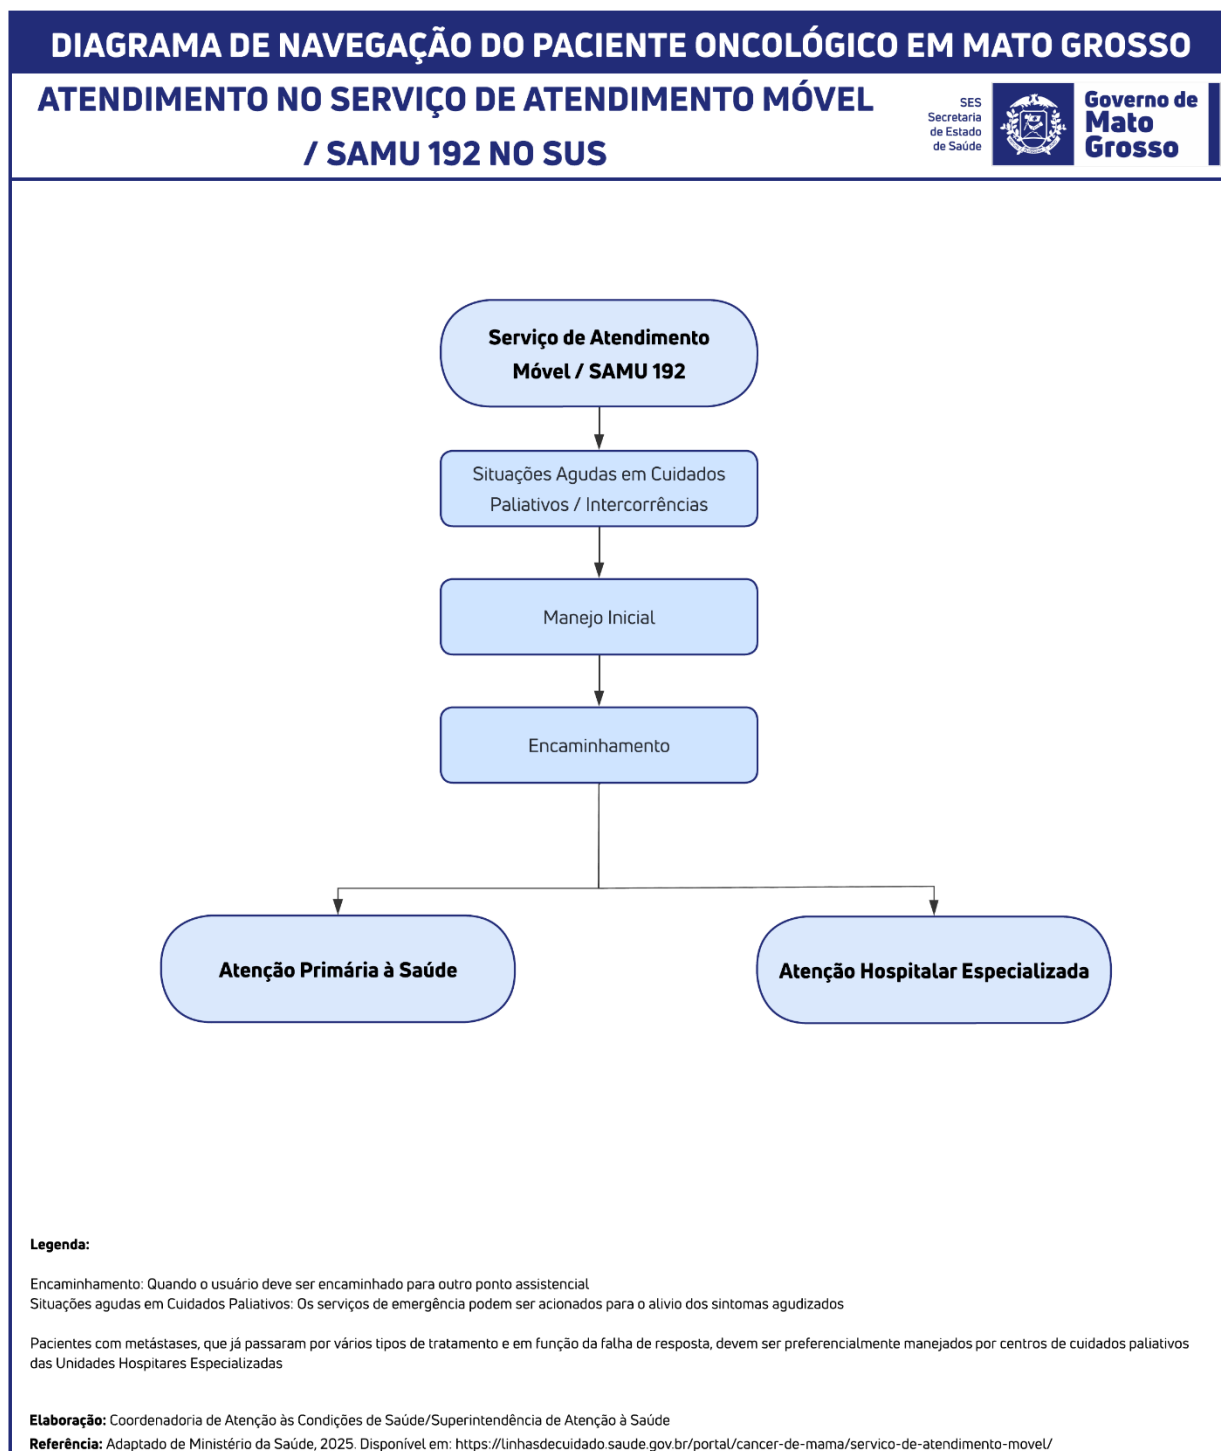 DIAGRAMA DE NAVEGAÇÃO DO PACIENTE ONCOLÓGICO EM MATO GROSSO
ATENDIMENTO NO SERVIÇO DE ATENDIMENTO MÓVEL
/ SAMU 192 NO SUS
SES
Secretaria
de Estado
de Saúde
Governo de
Mato
Grosso
Serviço de Atendimento
Móvel / SAMU 192
Situações Agudas em Cuidados
Paliativos / Intercorrências
Manejo Inicial
Encaminhamento
Atenção Primária à Saúde
Atenção Hospitalar Especializada
Legenda:
Encaminhamento: Quando o usuário deve ser encaminhado para outro ponto assistencial
Situações agudas em Cuidados Paliativos: Os serviços de emergência podem ser acionados para o alivio dos sintomas agudizados
Pacientes com metástases, que já passaram por vários tipos de tratamento e em função da falha de resposta, devem ser preferencialmente manejados por centros de cuidados paliativos
das Unidades Hospitares Especializadas
Elaboração: Coordenadoria de Atenção às Condições de Saúde/Superintendência de Atenção à Saúde
Referência: Adaptado de Ministério da Saúde, 2025. Disponível em: https://linhasdecuidado.saude.gov.br/portal/cancer-de-mama/servico-de-atendimento-movel/